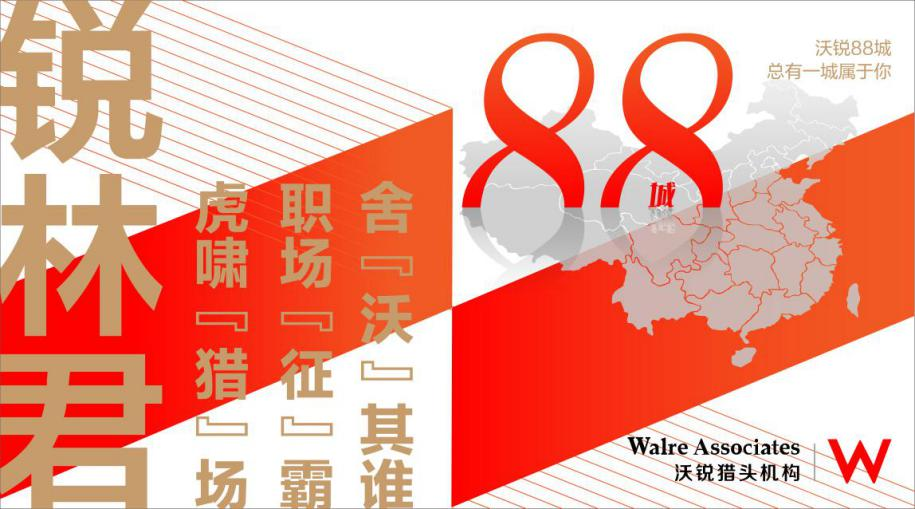 锐林君
舍『沃』其谁
职场『征』霸
虎啸『猎』场
88
城
沃锐88城
总有一城属于你
Walre Associates
沃锐猎头机构
W